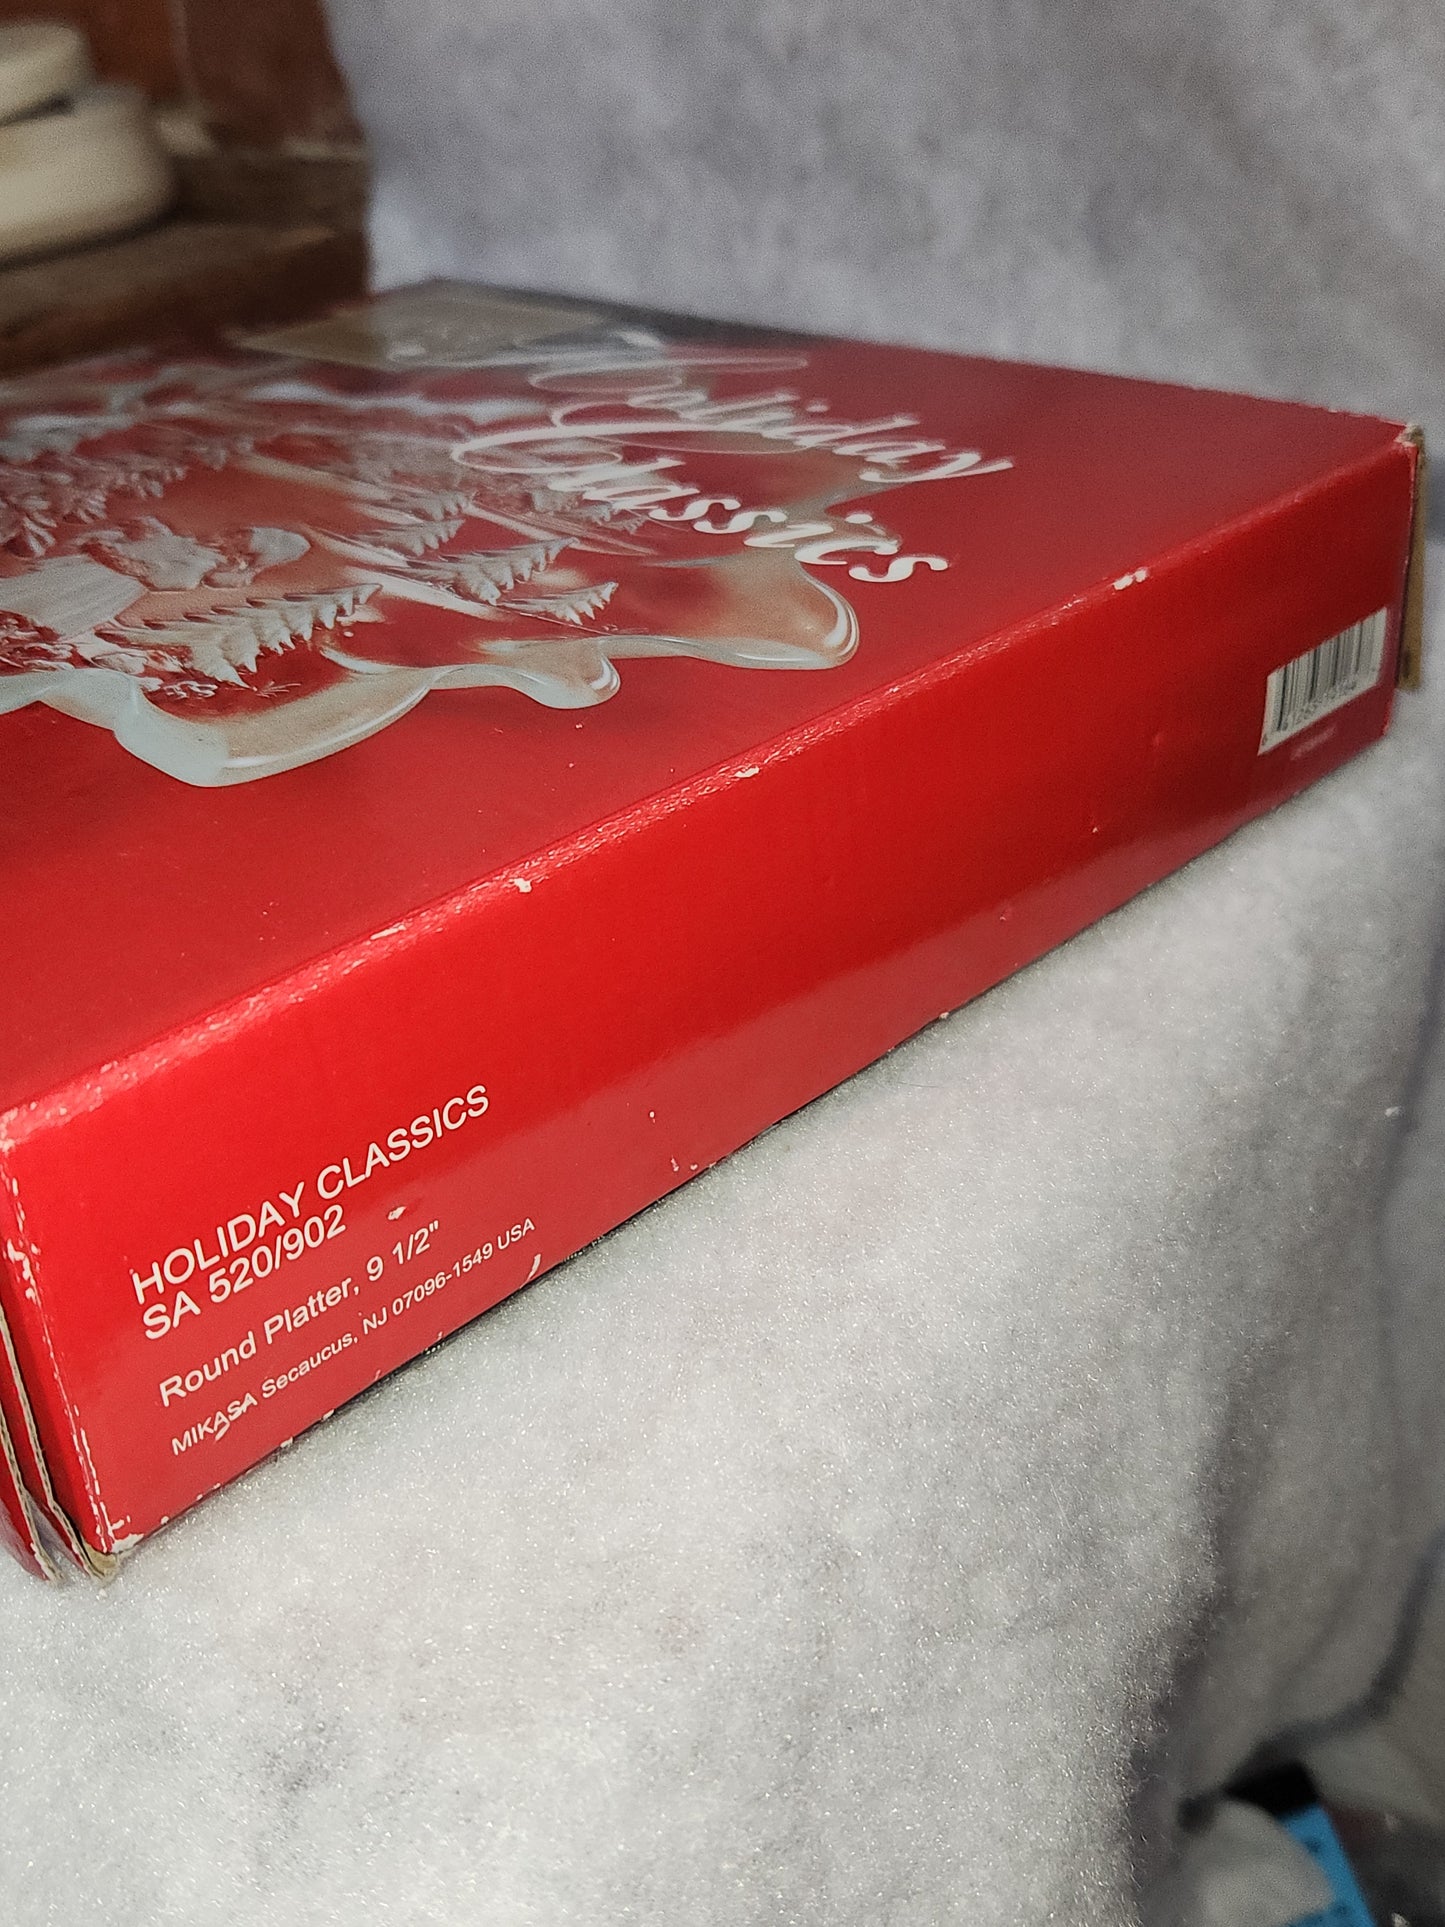 Holiday
Classics
HOLIDAY CLASSICS
SA 520/902
Round Platter, 9 1/2"
MIKASA Secaucus, NJ 07096-1549 USA